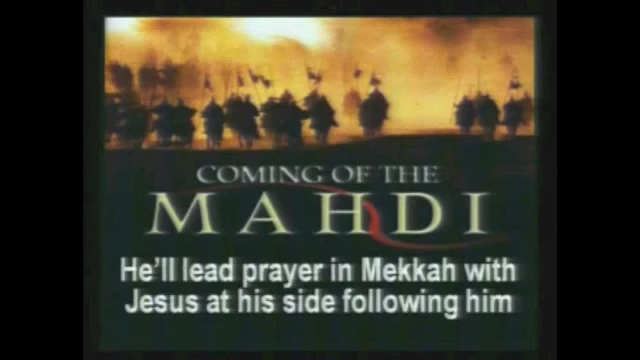 COMING OF THE
MAHDI
He'll lead prayer in Mekkah with
Jesus at his side following him